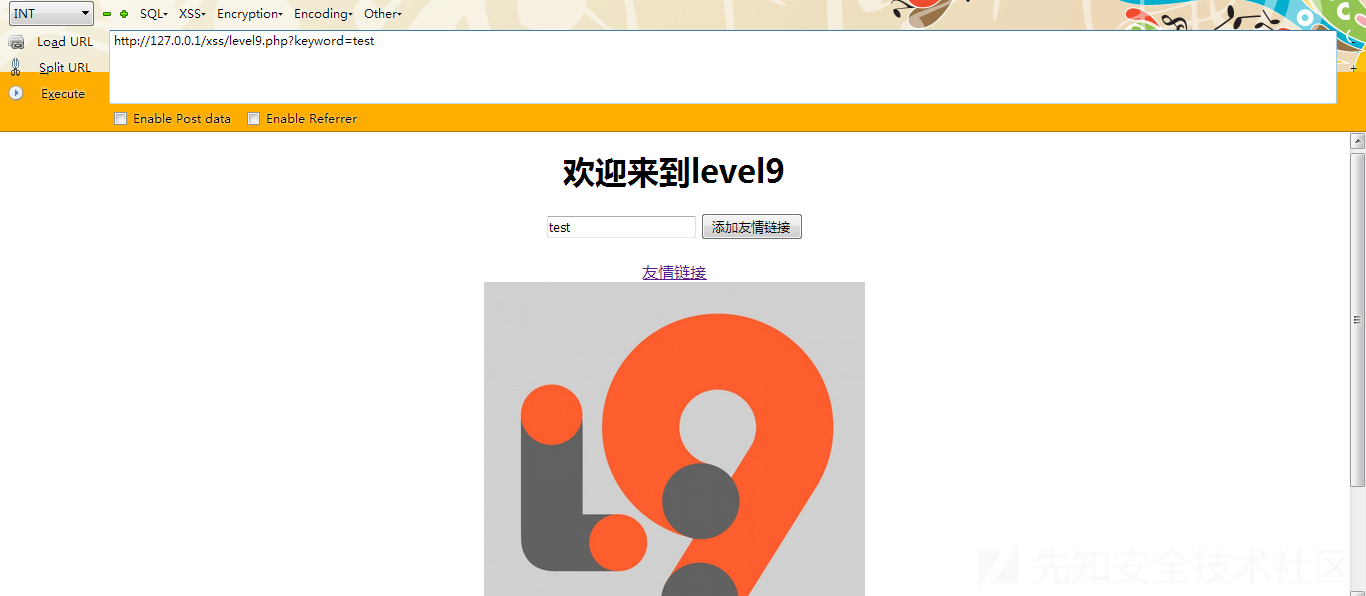 INT SQL▾ XSS▾ Encryption▾ Encoding▾ Other▾
Load URL http://127.0.0.1/xss/level9.php?keyword=test
Split URL
Execute
Enable Post data Enable Referrer
欢迎来到level9
test 添加友情链接
友情链接
先知安全技术社区